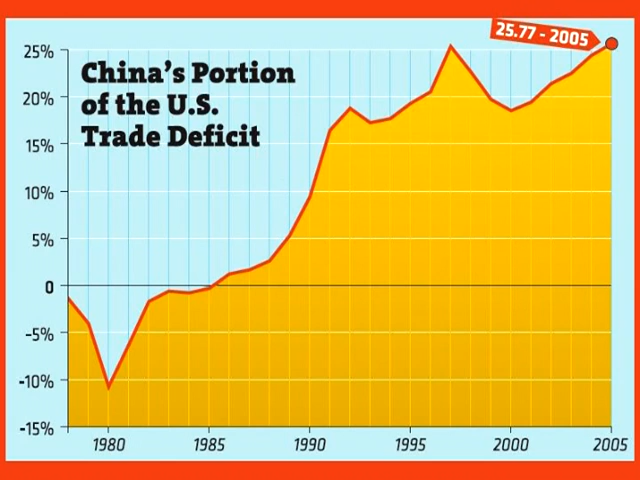 25.77 - 2005
China's Portion
of the U.S.
Trade Deficit
25%
20%
15%
10%
5%
0
-5%
-10%
-15%
1980 1985 1990 1995 2000 2005